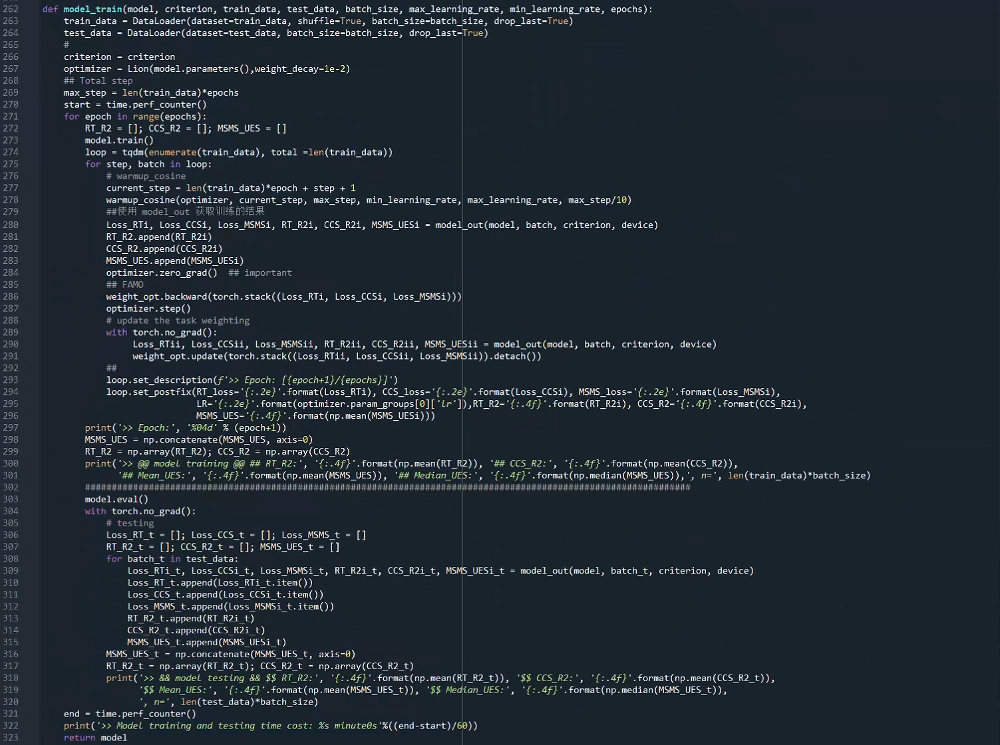 262 def model_train(model, criterion, train_data, test_data, batch_size, max_learning_rate, min_learning_rate, epochs):
263     train_data = DataLoader(dataset=train_data, shuffle=True, batch_size=batch_size, drop_last=True)
264     test_data = DataLoader(dataset=test_data, batch_size=batch_size, drop_last=True)
265     #
266     criterion = criterion
267     optimizer = Lion(model.parameters(),weight_decay=1e-2)
268     ## Total step
269     max_step = len(train_data)*epochs
270     start = time.perf_counter()
271     for epoch in range(epochs):
272         RT_R2 = []; CCS_R2 = []; MSMS_UES = []
273         model.train()
274         loop = tqdm(enumerate(train_data), total =len(train_data))
275         for step, batch in loop:
276             # warmup_cosine
277             current_step = len(train_data)*epoch + step + 1
278             warmup_cosine(optimizer, current_step, max_step, min_learning_rate, max_learning_rate, max_step/10)
279             ##使用 model_out 获取训练的结果
280             Loss_RTi, Loss_CCSi, Loss_MSMSi, RT_R2i, CCS_R2i, MSMS_UESi = model_out(model, batch, criterion, device)
281             RT_R2.append(RT_R2i)
282             CCS_R2.append(CCS_R2i)
283             MSMS_UES.append(MSMS_UESi)
284             optimizer.zero_grad()  ## important
285             ## FAMO
286             weight_opt.backward(torch.stack((Loss_RTi, Loss_CCSi, Loss_MSMSi)))
287             optimizer.step()
288             # update the task weighting
289             with torch.no_grad():
290                  Loss_RTii, Loss_CCSii, Loss_MSMSii, RT_R2ii, CCS_R2ii, MSMS_UESii = model_out(model, batch, criterion, device)
291                  weight_opt.update(torch.stack((Loss_RTii, Loss_CCSii, Loss_MSMSii)).detach())
292             ##
293             loop.set_description(f'>> Epoch: [{epoch+1}/{epochs}]')
294             loop.set_postfix(RT_loss='{:.2e}'.format(Loss_RTi), CCS_loss='{:.2e}'.format(Loss_CCSi), MSMS_loss='{:.2e}'.format(Loss_MSMSi),
295                              LR='{:.2e}'.format(optimizer.param_groups[0]['lr']),RT_R2='{:.4f}'.format(RT_R2i), CCS_R2='{:.4f}'.format(CCS_R2i),
296                              MSMS_UES='{:.4f}'.format(np.mean(MSMS_UESi)))
297         print('>> Epoch:', '%04d' % (epoch+1))
298         MSMS_UES = np.concatenate(MSMS_UES, axis=0)
299         RT_R2 = np.array(RT_R2); CCS_R2 = np.array(CCS_R2)
300         print('>> @@ model training @@ ## RT_R2:', '{:.4f}'.format(np.mean(RT_R2)), '## CCS_R2:', '{:.4f}'.format(np.mean(CCS_R2)),
301               '## Mean_UES:', '{:.4f}'.format(np.mean(MSMS_UES)), '## Median_UES:', '{:.4f}'.format(np.median(MSMS_UES)),', n=', len(train_data)*batch_size)
302         ##################################################################################################################
303         model.eval()
304         with torch.no_grad():
305             # testing
306             Loss_RT_t = []; Loss_CCS_t = []; Loss_MSMS_t = []
307             RT_R2_t = []; CCS_R2_t = []; MSMS_UES_t = []
308             for batch_t in test_data:
309                 Loss_RTi_t, Loss_CCSi_t, Loss_MSMSi_t, RT_R2i_t, CCS_R2i_t, MSMS_UESi_t = model_out(model, batch_t, criterion, device)
310                 Loss_RT_t.append(Loss_RTi_t.item())
311                 Loss_CCS_t.append(Loss_CCSi_t.item())
312                 Loss_MSMS_t.append(Loss_MSMSi_t.item())
313                 RT_R2_t.append(RT_R2i_t)
314                 CCS_R2_t.append(CCS_R2i_t)
315                 MSMS_UES_t.append(MSMS_UESi_t)
316             MSMS_UES_t = np.concatenate(MSMS_UES_t, axis=0)
317             RT_R2_t = np.array(RT_R2_t); CCS_R2_t = np.array(CCS_R2_t)
318             print('>> && model testing && $$ RT_R2:', '{:.4f}'.format(np.mean(RT_R2_t)), '$$ CCS_R2:', '{:.4f}'.format(np.mean(CCS_R2_t)),
319                   '$$ Mean_UES:', '{:.4f}'.format(np.mean(MSMS_UES_t)), '$$ Median_UES:', '{:.4f}'.format(np.median(MSMS_UES_t)),
320                   ', n=', len(test_data)*batch_size)
321     end = time.perf_counter()
322     print('>> Model training and testing time cost: %s minute0s'%((end-start)/60))
323     return model